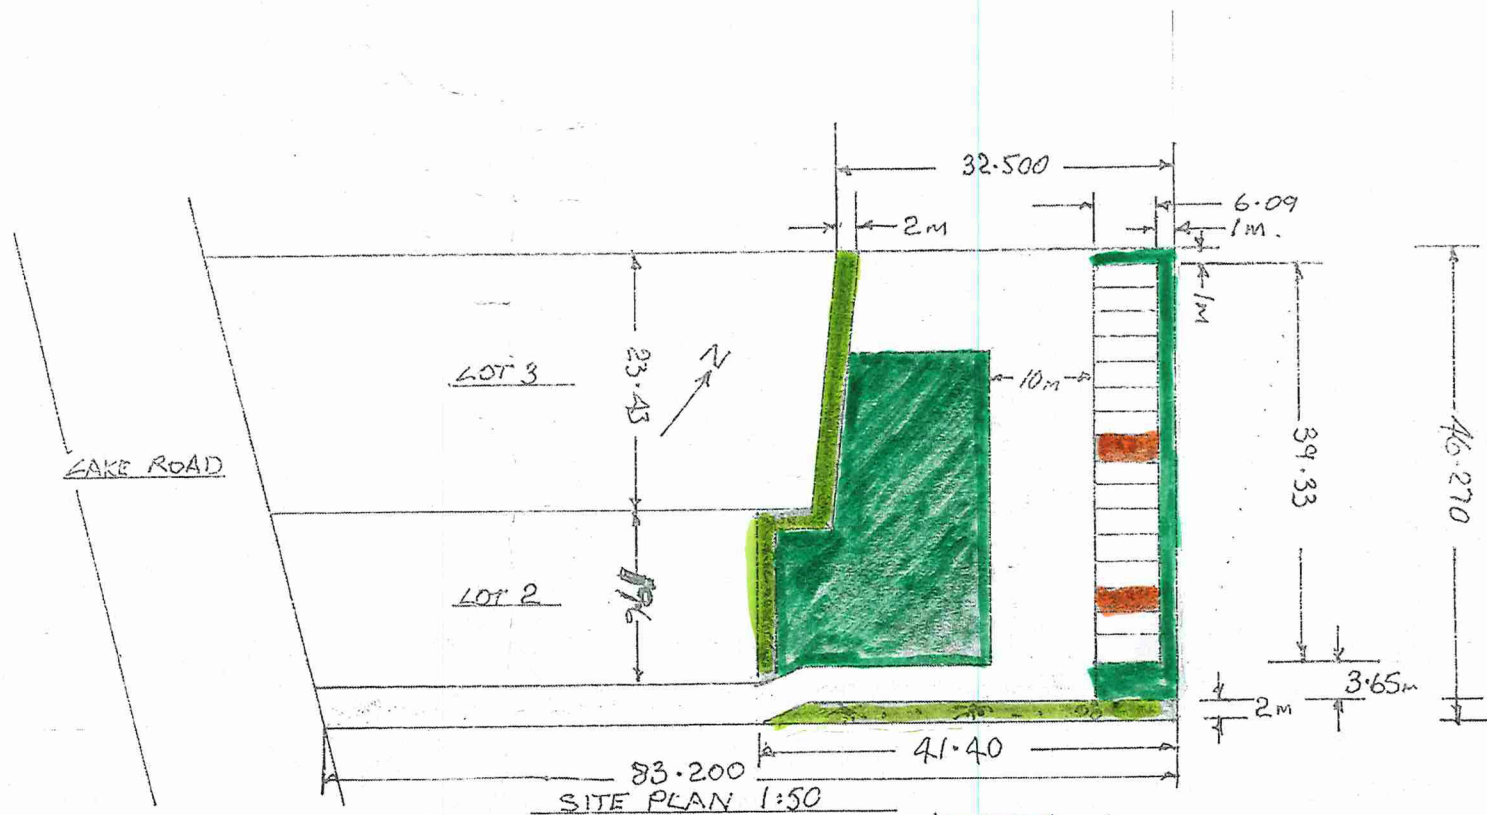 32.500
6.09
2M
1M.
1M
LOT 3
23.43
N
10M
39.33
46.270
LAKE ROAD
LOT 2
3.65M
2M
41.40
83.200
SITE PLAN 1:50